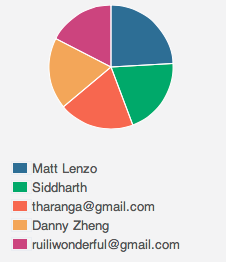 Matt Lenzo
Siddharth
tharanga@gmail.com
Danny Zheng
ruiliwonderful@gmail.com